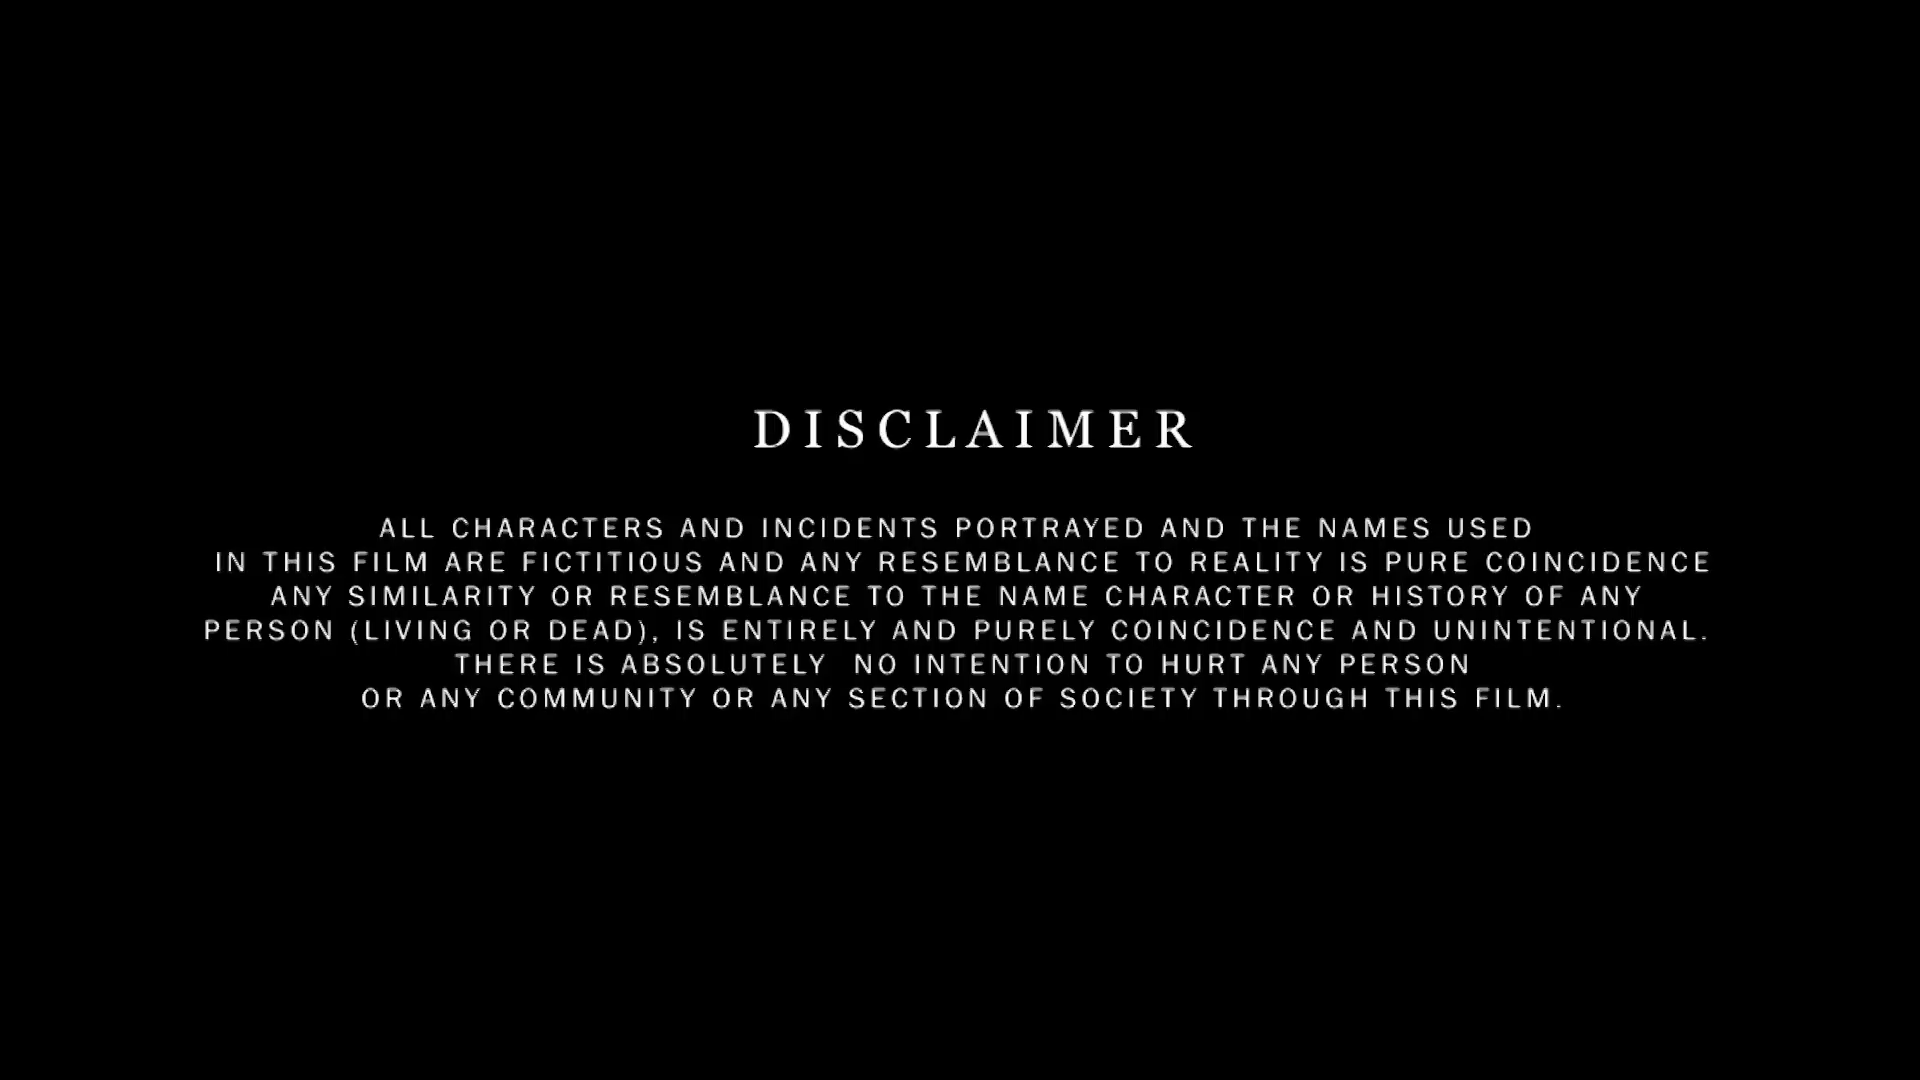 DISCLAIMER
ALL CHARACTERS AND INCIDENTS PORTRAYED AND THE NAMES USED
IN THIS FILM ARE FICTITIOUS AND ANY RESEMBLANCE TO REALITY IS PURE COINCIDENCE
ANY SIMILARITY OR RESEMBLANCE TO THE NAME CHARACTER OR HISTORY OF ANY
PERSON (LIVING OR DEAD), IS ENTIRELY AND PURELY COINCIDENCE AND UNINTENTIONAL.
THERE IS ABSOLUTELY  NO INTENTION TO HURT ANY PERSON
OR ANY COMMUNITY OR ANY SECTION OF SOCIETY THROUGH THIS FILM.